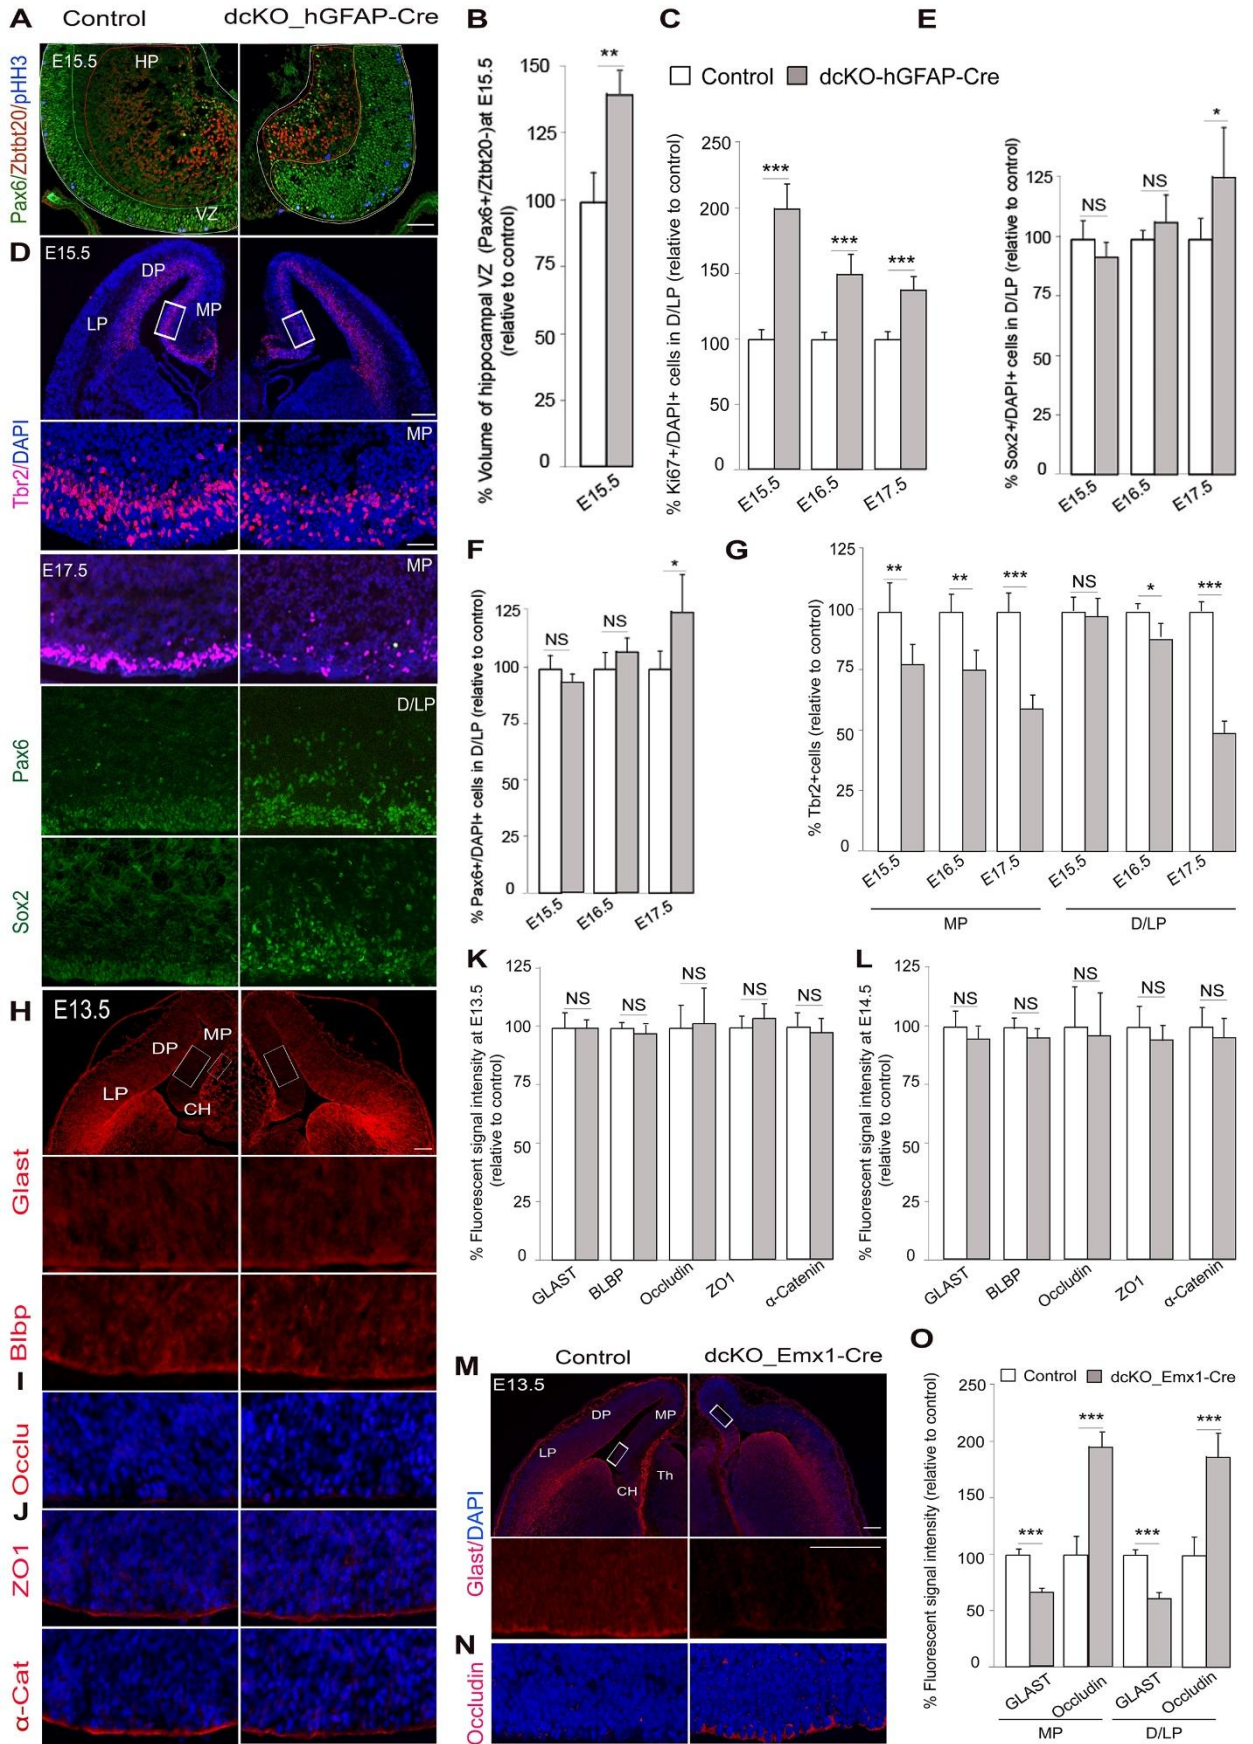 A
Control
dcKO_hGFAP-Cre
E15.5
HP
VZ
Pax6/Zbtbt20/pHH3
B
% Volume of hippocampal VZ (Pax6+/Ztbt20-)at E15.5
(relative to control)
150
125
100
75
50
25
0
**
E15.5
C
Control
dcKO-hGFAP-Cre
% Ki67+/DAPI+ cells in D/LP (relative to control)
250
200
150
100
50
0
***
***
***
E15.5
E16.5
E17.5
E
% Sox2+/DAPI+ cells in D/LP (relative to control)
125
100
75
50
25
0
NS
NS
*
E15.5
E16.5
E17.5
D
E15.5
DP
MP
LP
Tbr2/DAPI
MP
E17.5
MP
D/LP
Pax6
Sox2
F
% Pax6+/DAPI+ cells in D/LP (relative to control)
125
100
75
50
25
0
NS
NS
*
E15.5
E16.5
E17.5
G
% Tbr2+cells (relative to control)
125
100
75
50
25
0
**
**
***
NS
*
***
E15.5
E16.5
E17.5
E15.5
E16.5
E17.5
MP
D/LP
H
E13.5
DP
MP
LP
CH
Glast
Blbp
I
Occlu
J
ZO1
α-Cat
K
% Fluorescent signal intensity at E13.5
(relative to control)
125
100
75
50
25
0
NS
NS
NS
NS
NS
GLAST
BLBP
Occludin
ZO1
α-Catenin
L
% Fluorescent signal intensity at E14.5
(relative to control)
125
100
75
50
25
0
NS
NS
NS
NS
NS
GLAST
BLBP
Occludin
ZO1
α-Catenin
M
Control
dcKO_Emx1-Cre
E13.5
DP
MP
LP
CH
Th
Glast/DAPI
N
Occludin
O
Control
dcKO_Emx1-Cre
% Fluorescent signal intensity (relative to control)
250
200
150
100
50
0
***
***
***
***
GLAST
Occludin
GLAST
Occludin
MP
D/LP